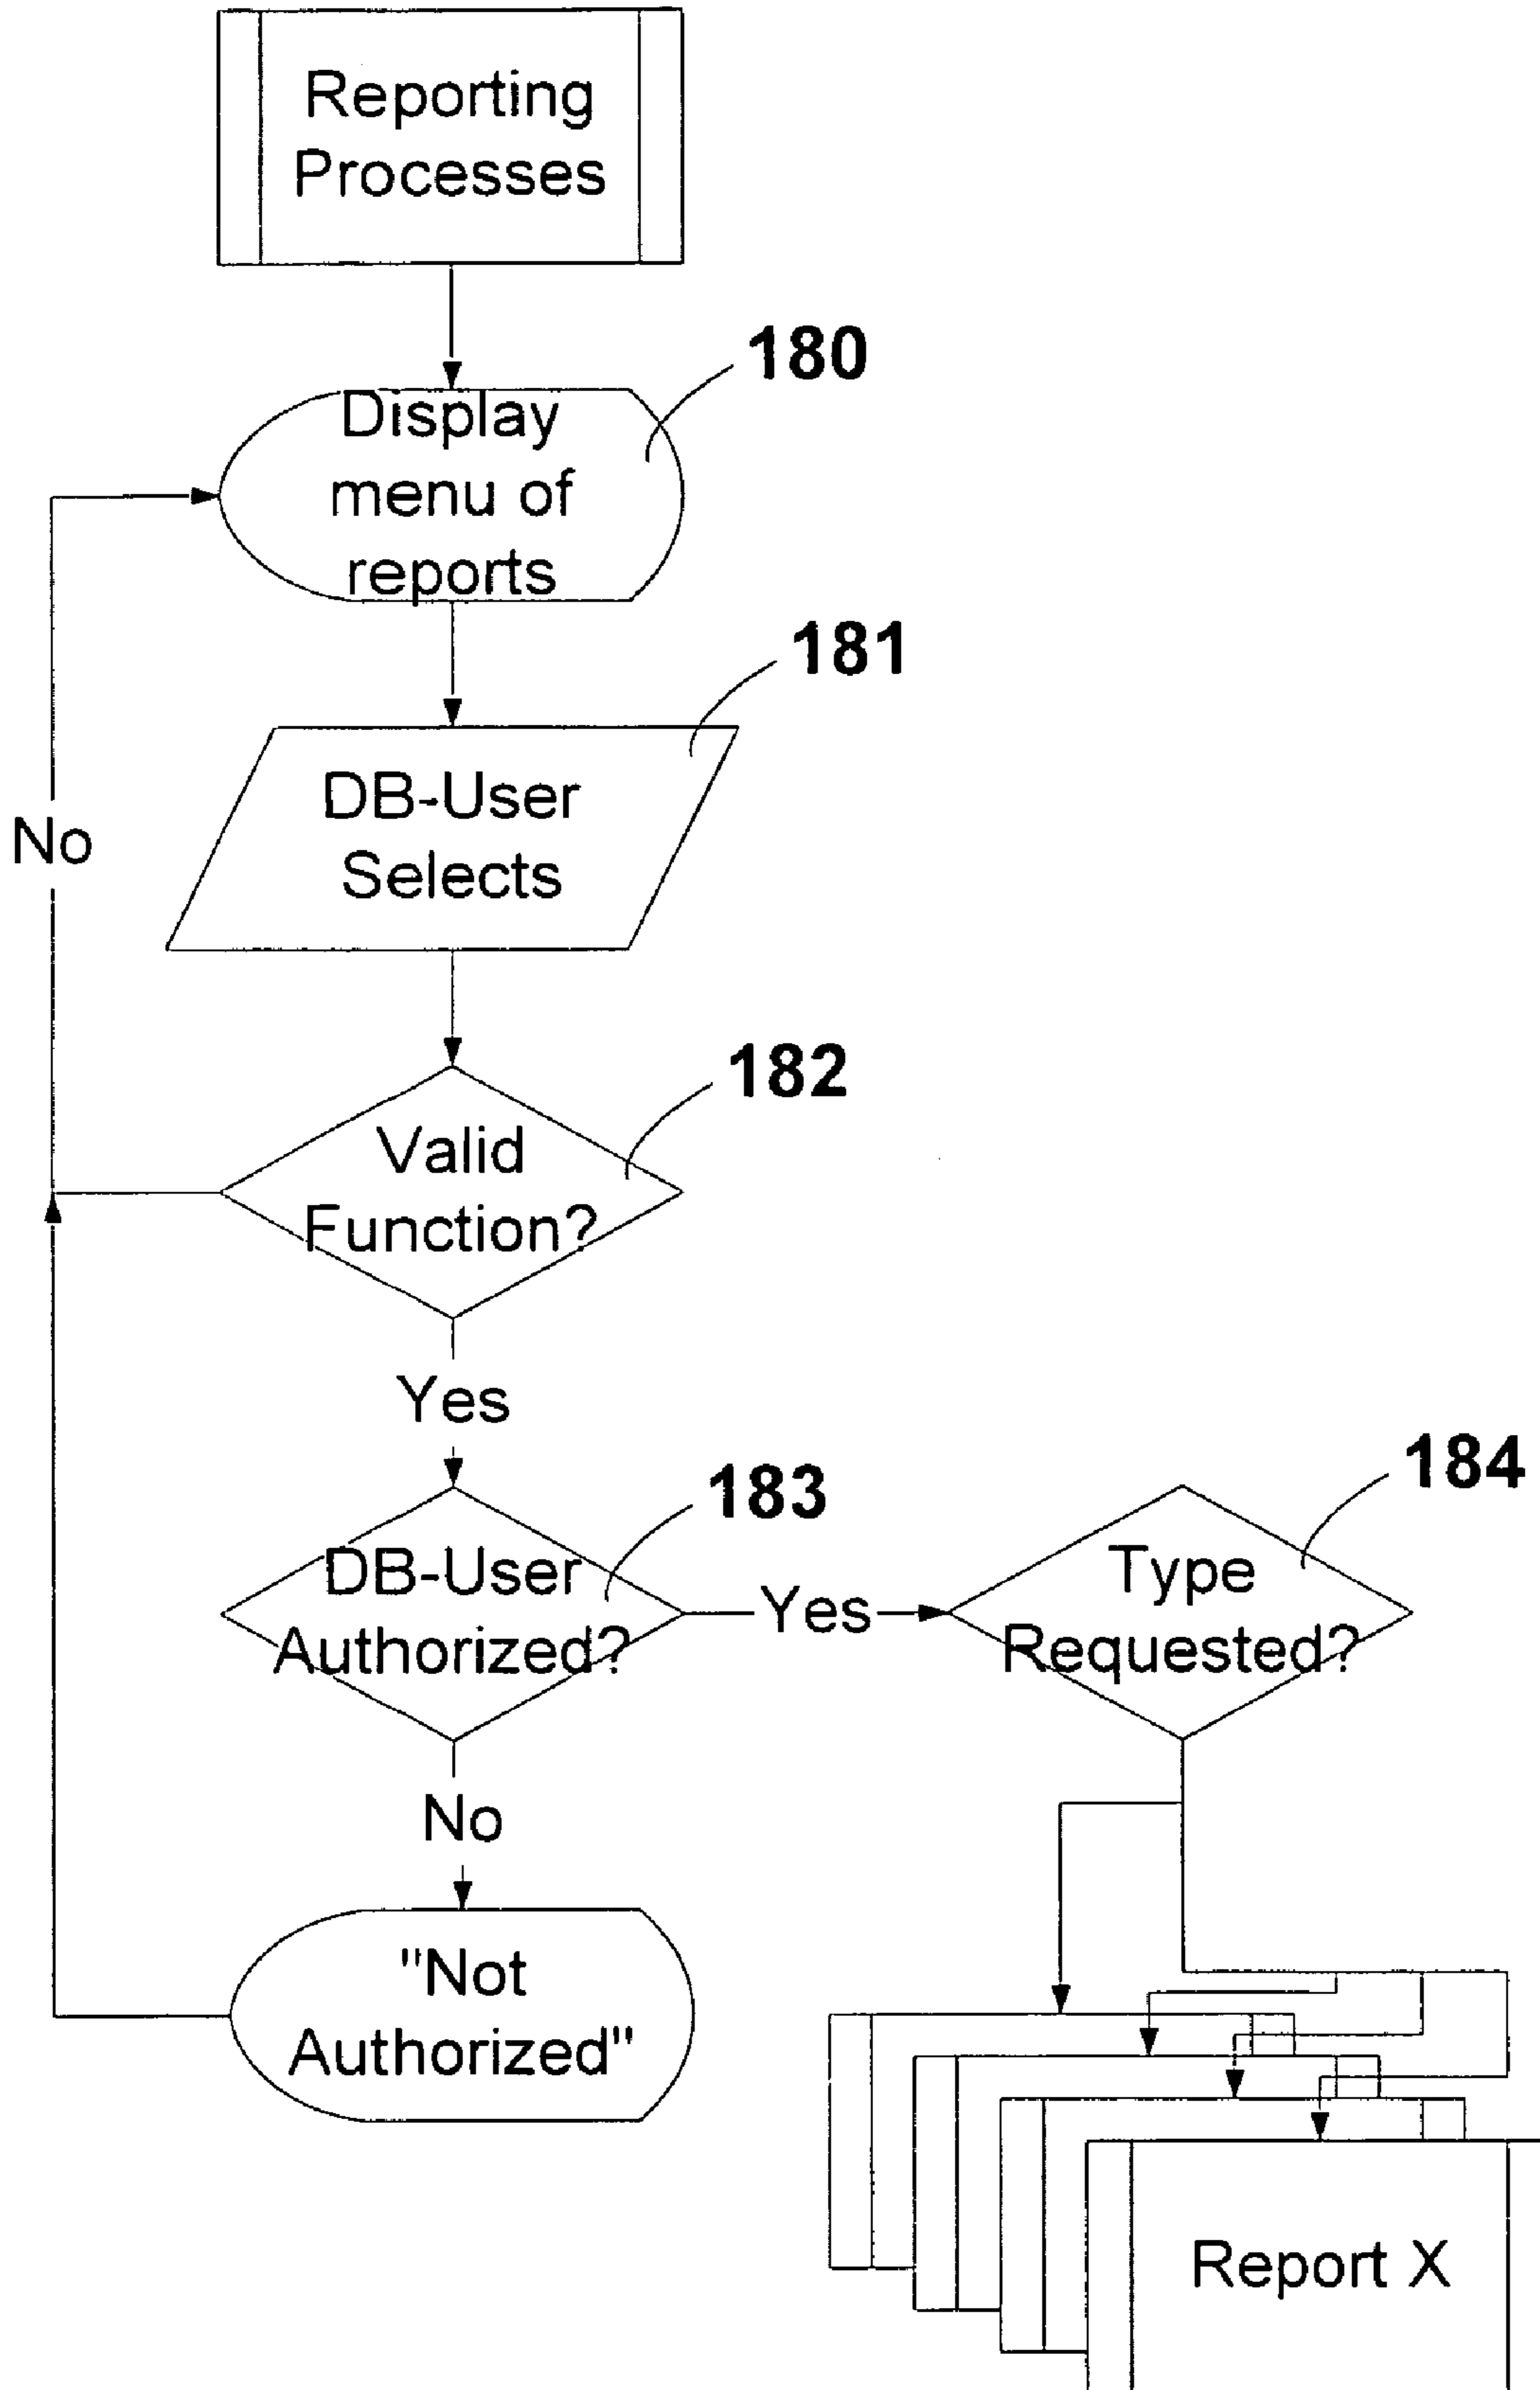 Reporting
Processes
180
Display
menu of
reports
181
DB-User
Selects
No
182
Valid
Function?
Yes
183
DB-User
Authorized?
Yes
184
Type
Requested?
No
"Not
Authorized"
Report X